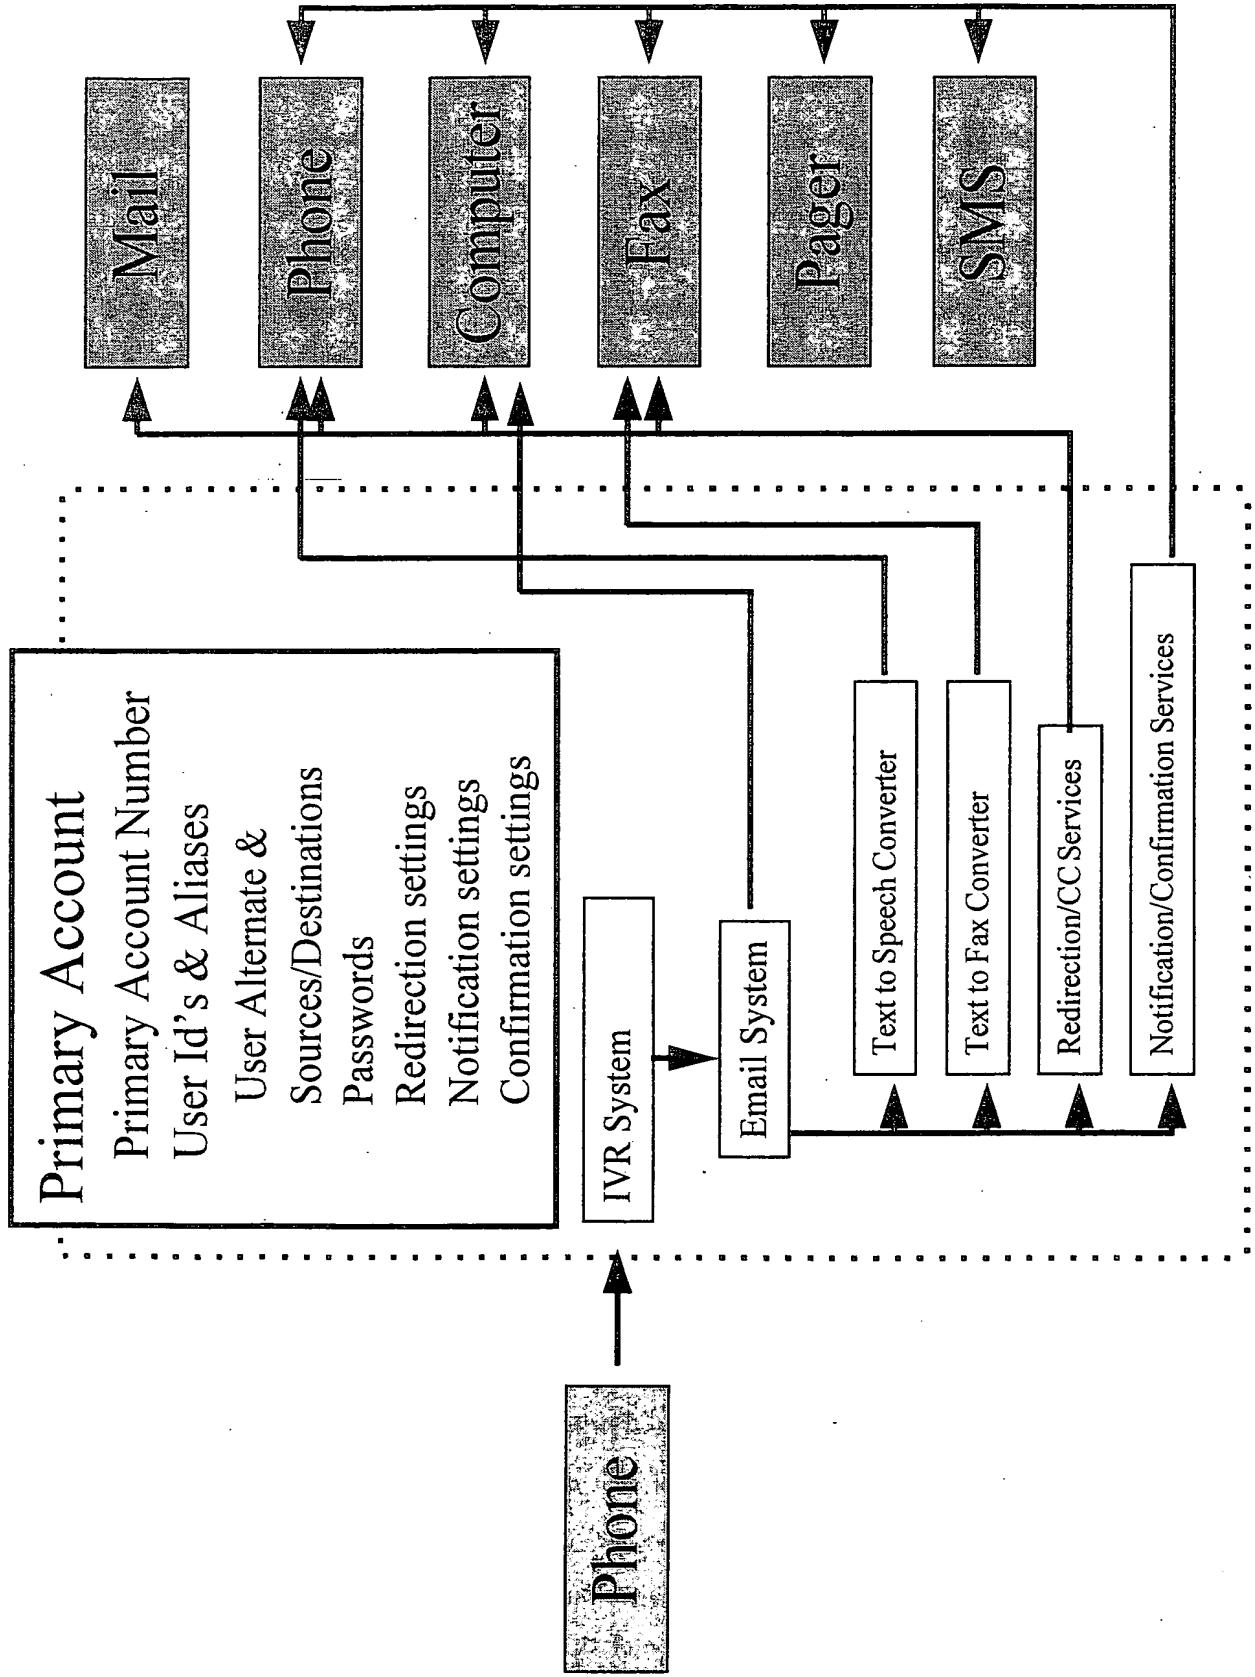 Primary Account
Primary Account Number
User Id's & Aliases
User Alternate &
Sources/Destinations
Passwords
Redirection settings
Notification settings
Confirmation settings
Phone
IVR System
Email System
Text to Speech Converter
Text to Fax Converter
Redirection/CC Services
Notification/Confirmation Services
Mail
Phone
Computer
Fax
Pager
SMS